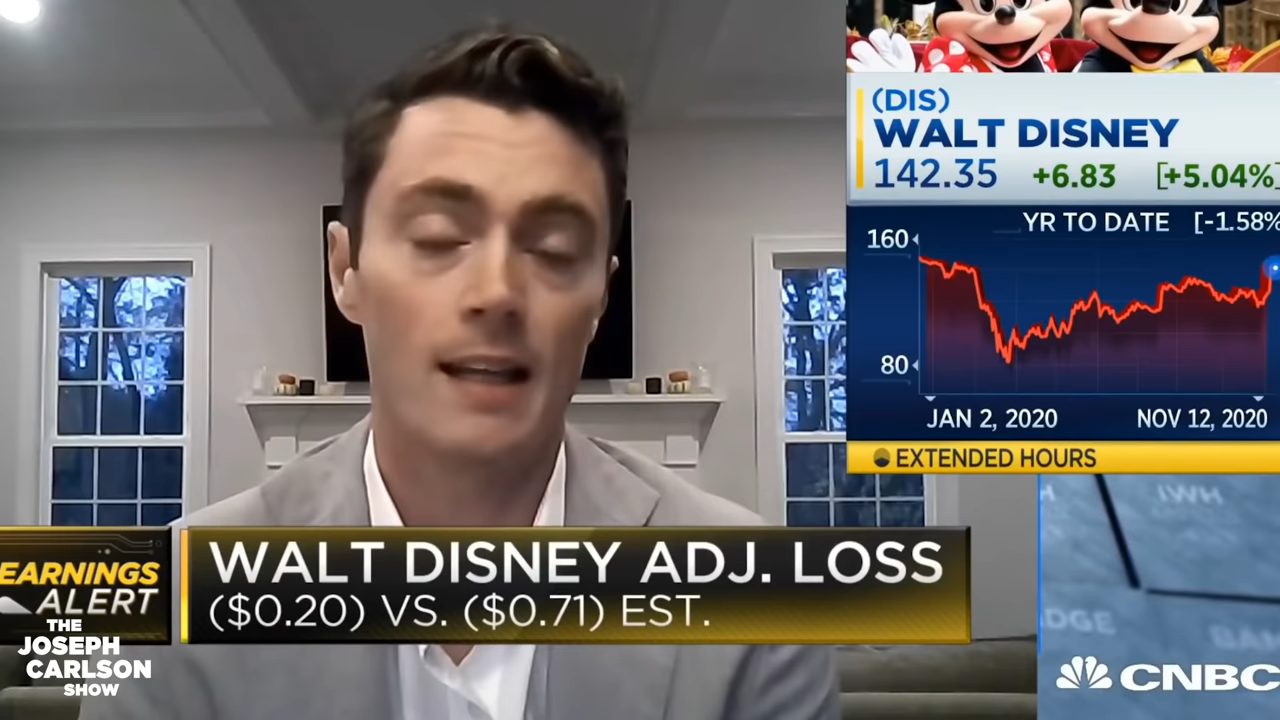 (DIS)
WALT DISNEY
142.35 +6.83 [+5.04%]
YR TO DATE [-1.58%
160
80
JAN 2, 2020 NOV 12, 2020
EXTENDED HOURS
IWH
EARNINGS
ALERT
WALT DISNEY ADJ. LOSS
($0.20) VS. ($0.71) EST.
THE
JOSEPH
CARLSON
SHOW
CNBC